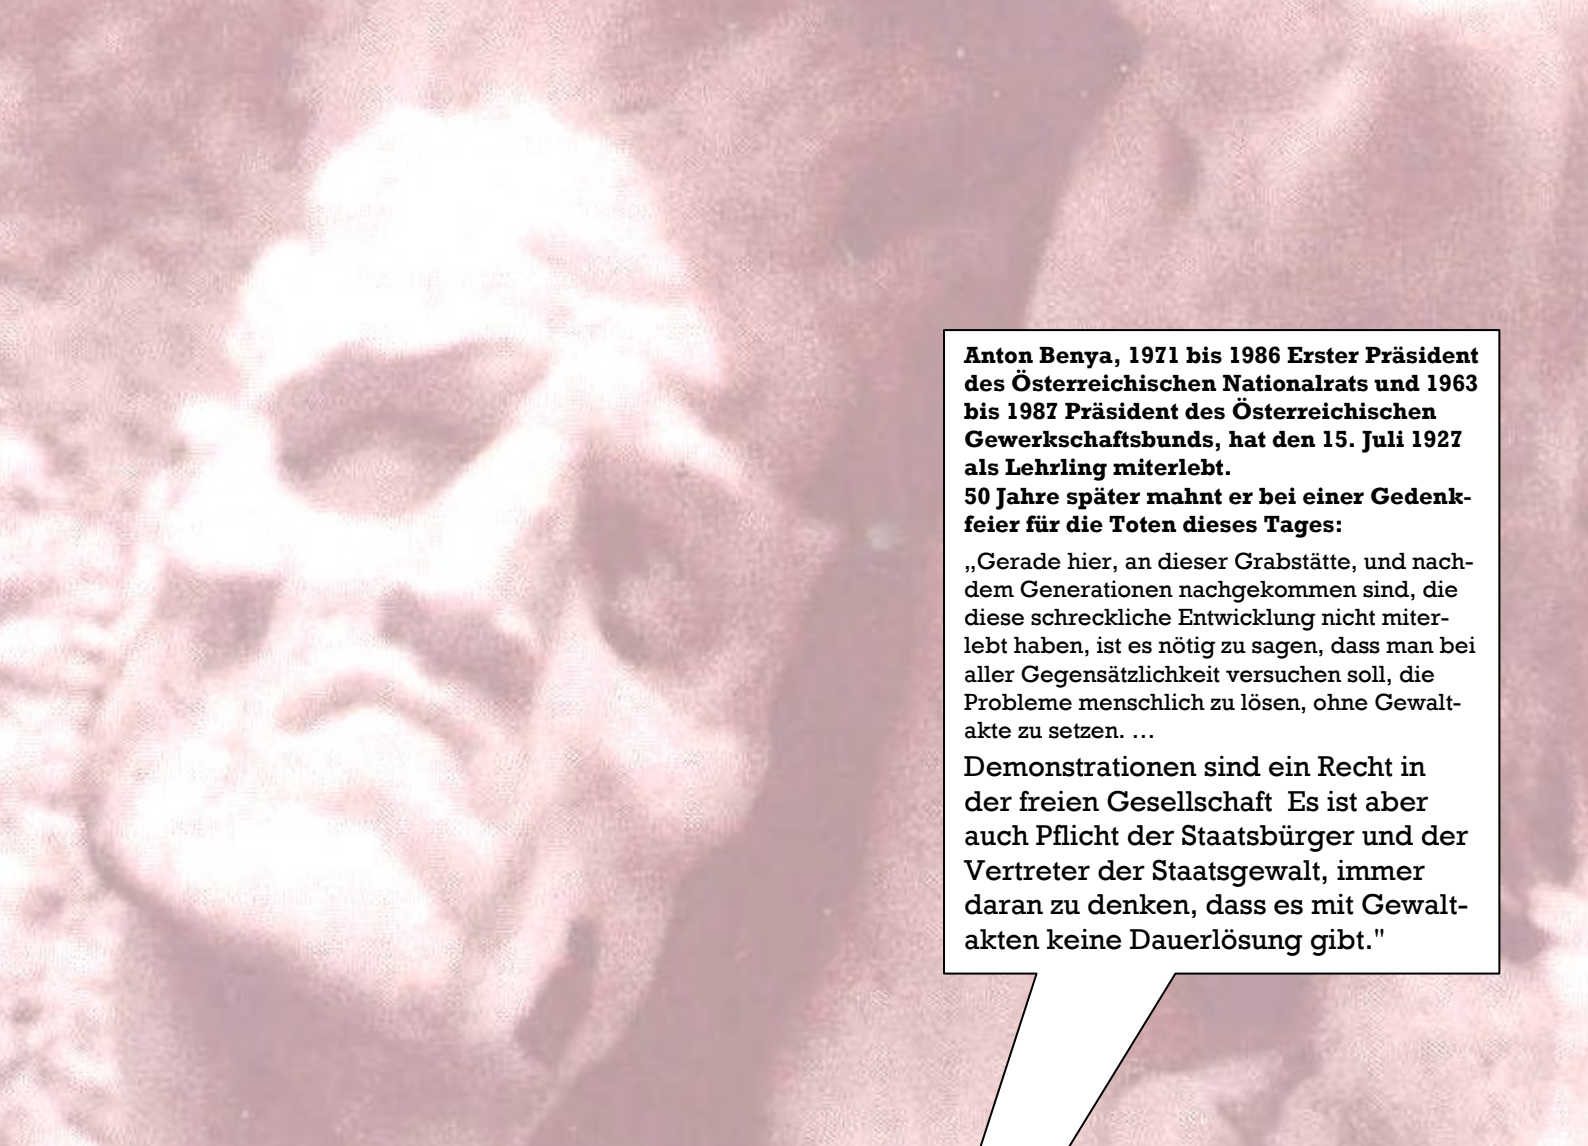 Anton Benya, 1971 bis 1986 Erster Präsident
des Österreichischen Nationalrats und 1963
bis 1987 Präsident des Österreichischen
Gewerkschaftsbunds, hat den 15. Juli 1927
als Lehrling miterlebt.
50 Jahre später mahnt er bei einer Gedenk-
feier für die Toten dieses Tages:
„Gerade hier, an dieser Grabstätte, und nach-
dem Generationen nachgekommen sind, die
diese schreckliche Entwicklung nicht miter-
lebt haben, ist es nötig zu sagen, dass man bei
aller Gegensätzlichkeit versuchen soll, die
Probleme menschlich zu lösen, ohne Gewalt-
akte zu setzen. …
Demonstrationen sind ein Recht in
der freien Gesellschaft  Es ist aber
auch Pflicht der Staatsbürger und der
Vertreter der Staatsgewalt, immer
daran zu denken, dass es mit Gewalt-
akten keine Dauerlösung gibt."